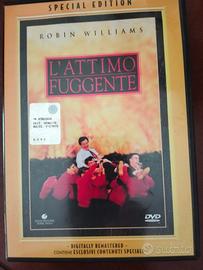 SPECIAL EDITION
ROBIN WILLIAMS
L'ATTIMO
FUGGENTE
DVD
DIGITALLY REMASTERED
CONTIENE ESCLUSIVI CONTENUTI SPECIALI